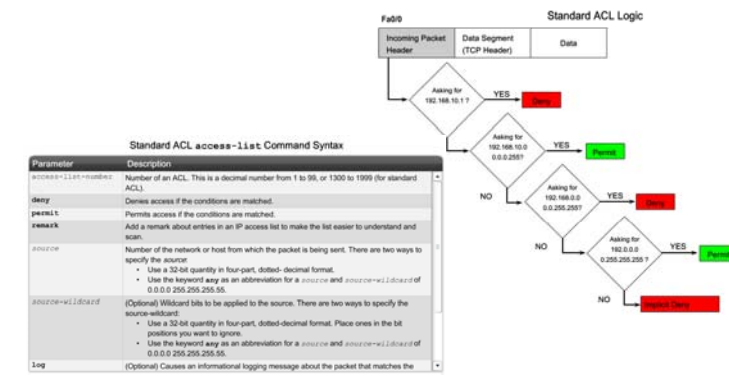 Standard ACL Logic
Fa0/0
Incoming Packet
Header
Data Segment
(TCP Header)
Data
Asking for
192.168.10.1 ?
YES
Deny
Asking for
192.168.10.0
0.0.0.255?
YES
Permit
NO
Asking for
192.168.0.0
0.0.255.255?
YES
Deny
NO
Asking for
192.0.0.0
0.255.255.255 ?
YES
Permit
NO
Implicit Deny
Standard ACL access-list Command Syntax
Parameter
Description
access-list-number
Number of an ACL. This is a decimal number from 1 to 99, or 1300 to 1999 (for standard
ACL).
deny
Denies access if the conditions are matched.
permit
Permits access if the conditions are matched.
remark
Add a remark about entries in an IP access list to make the list easier to understand and
scan.
source
Number of the network or host from which the packet is being sent. There are two ways to
specify the source:
• Use a 32-bit quantity in four-part, dotted- decimal format.
• Use the keyword any as an abbreviation for a source and source-wildcard of
0.0.0.0 255.255.255.55.
source-wildcard
(Optional) Wildcard bits to be applied to the source. There are two ways to specify the
source-wildcard:
• Use a 32-bit quantity in four-part, dotted-decimal format. Place ones in the bit
positions you want to ignore.
• Use the keyword any as an abbreviation for a source and source-wildcard of
0.0.0.0 255.255.255.55.
log
(Optional) Causes an informational logging message about the packet that matches the